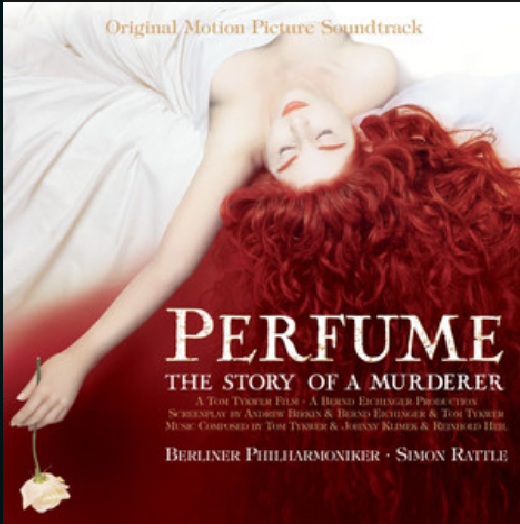 Original Motion Picture Soundtrack
PERFUME
THE STORY OF A MURDERER
A TOM TYKWER FILM · A BERND EICHINGER PRODUCTION
SCREENPLAY BY ANDREW BIRKIN & BERND EICHINGER & TOM TYKWER
MUSIC COMPOSED BY TOM TYKWER & JOHNNY KLIMEK & REINHOLD HEIL
BERLINER PHILHARMONIKER · SIMON RATTLE